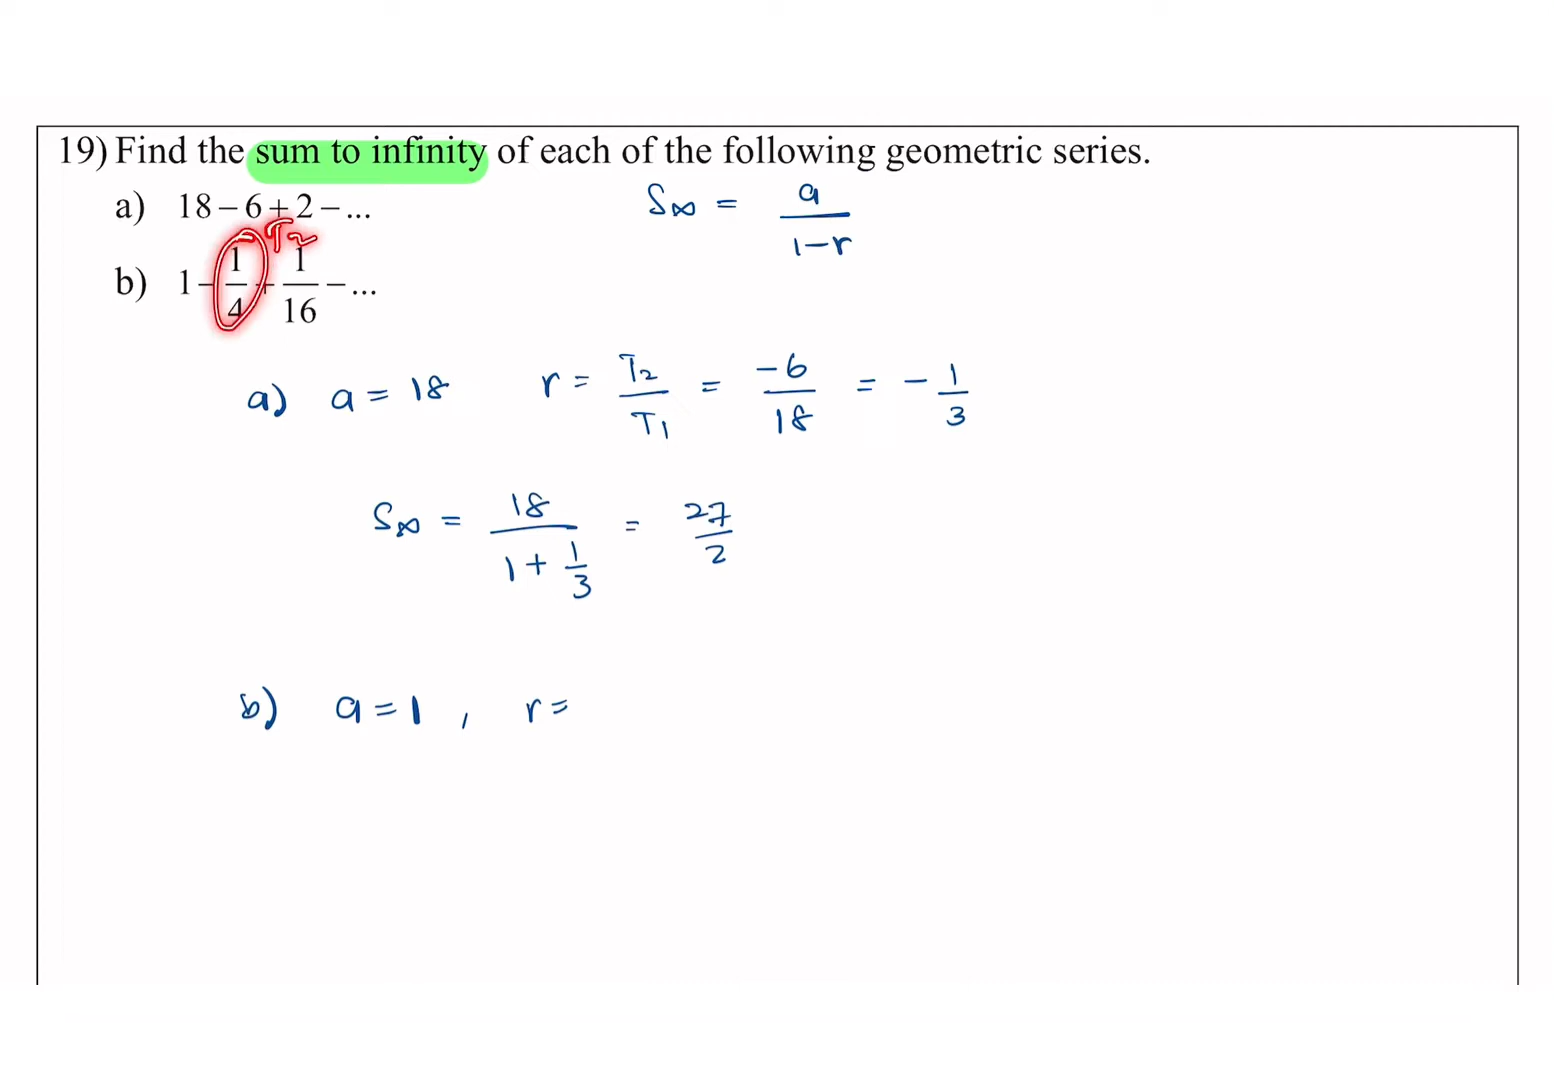 19) Find the sum to infinity of each of the following geometric series.
a) 18 – 6 + 2 – ...
S∞ = a / (1 – r)
T2
b) 1 – 1/4 + 1/16 – ...
a) a = 18 r = T2/T1 = –6/18 = – 1/3
S∞ = 18 / (1 + 1/3) = 27/2
b) a = 1 , r =